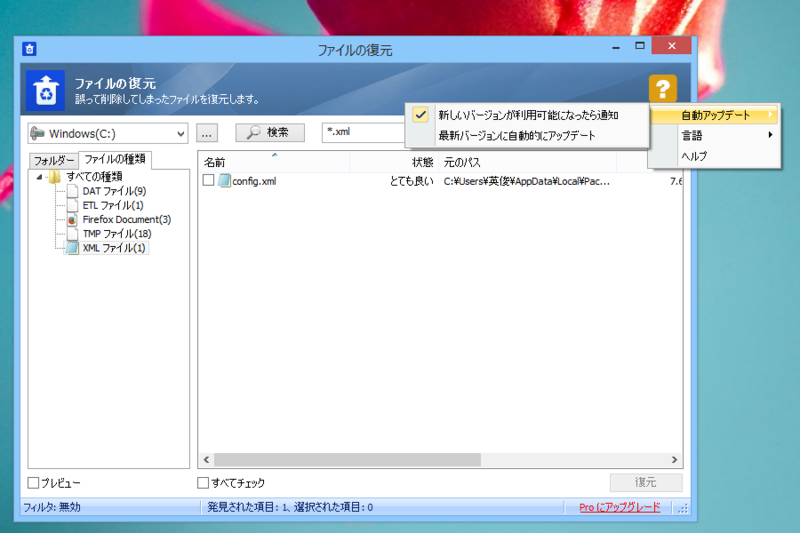 ファイルの復元
ファイルの復元
誤って削除してしまったファイルを復元します。
?
新しいバージョンが利用可能になったら通知
最新バージョンに自動的にアップデート
自動アップデート
言語
ヘルプ
Windows(C:)
...
検索
*.xml
フォルダー
ファイルの種類
すべての種類
DAT ファイル(9)
ETL ファイル(1)
Firefox Document(3)
TMP ファイル(18)
XML ファイル(1)
名前
状態
元のパス
config.xml
とても良い
C:¥Users¥英俊¥AppData¥Local¥Pac...
7.6
プレビュー
すべてチェック
復元
フィルタ: 無効
発見された項目: 1、選択された項目: 0
Pro にアップグレード